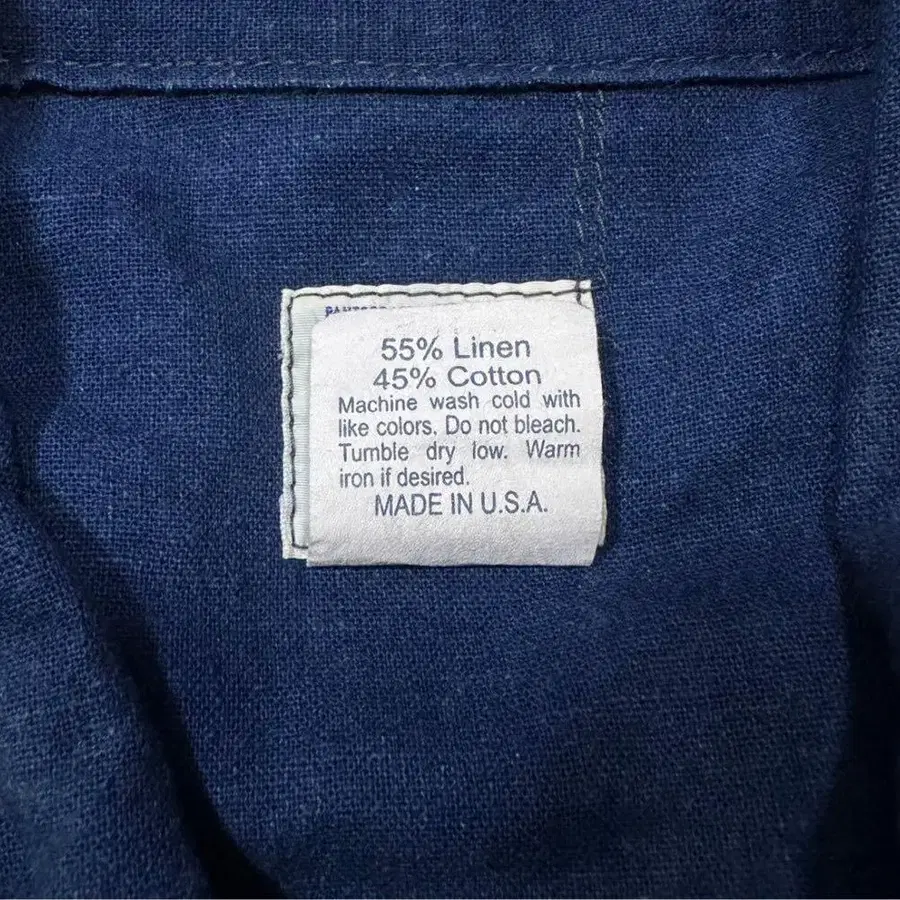 55% Linen
45% Cotton
Machine wash cold with
like colors. Do not bleach.
Tumble dry low. Warm
iron if desired.
MADE IN U.S.A.